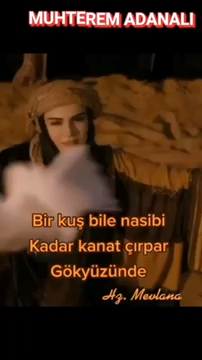 MUHTEREM ADANALI
Bir kuş bile nasibi
Kadar kanat çırpar
Gökyüzünde
Hz. Mevlana